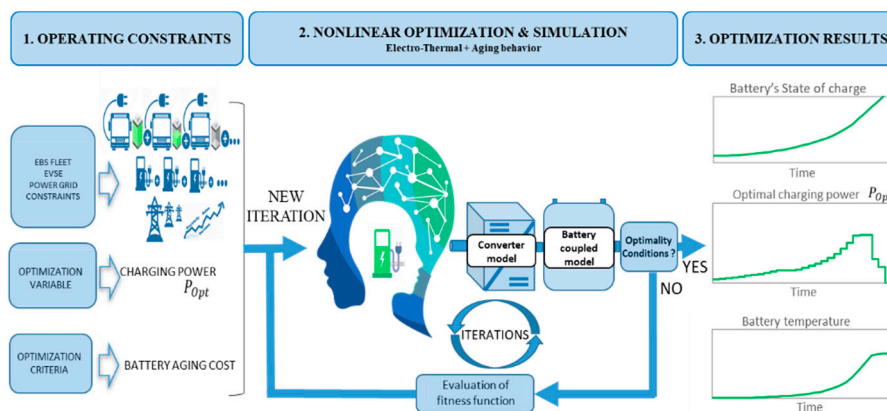 1. OPERATING CONSTRAINTS
2. NONLINEAR OPTIMIZATION & SIMULATION
Electro-Thermal + Aging behavior
3. OPTIMIZATION RESULTS
EBS FLEET
EVSE
POWER GRID
CONSTRAINTS
OPTIMIZATION
VARIABLE
CHARGING POWER
P_Opt
OPTIMIZATION
CRITERIA
BATTERY AGING COST
NEW
ITERATION
Converter
model
Battery
coupled
model
Optimality
Conditions ?
YES
NO
ITERATIONS
Evaluation of
fitness function
Battery's State of charge
Time
Optimal charging power P_Op
Time
Battery temperature
Time